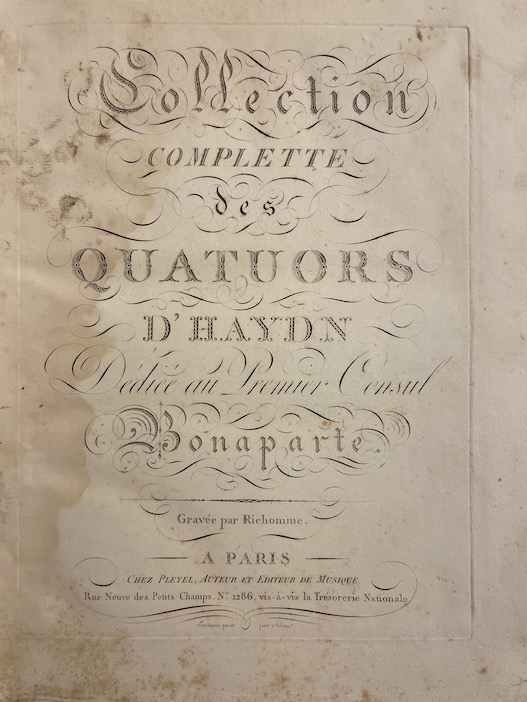 Collection
COMPLETTE
des
QUATUORS
D'HAYDN
Dédiée au Premier Consul
Bonaparte.
Gravée par Richomme.
A PARIS
CHEZ PLEYEL, AUTEUR ET EDITEUR DE MUSIQUE
Rue Neuve des Petits Champs, N.º 1286, vis-à-vis la Trésorerie Nationale